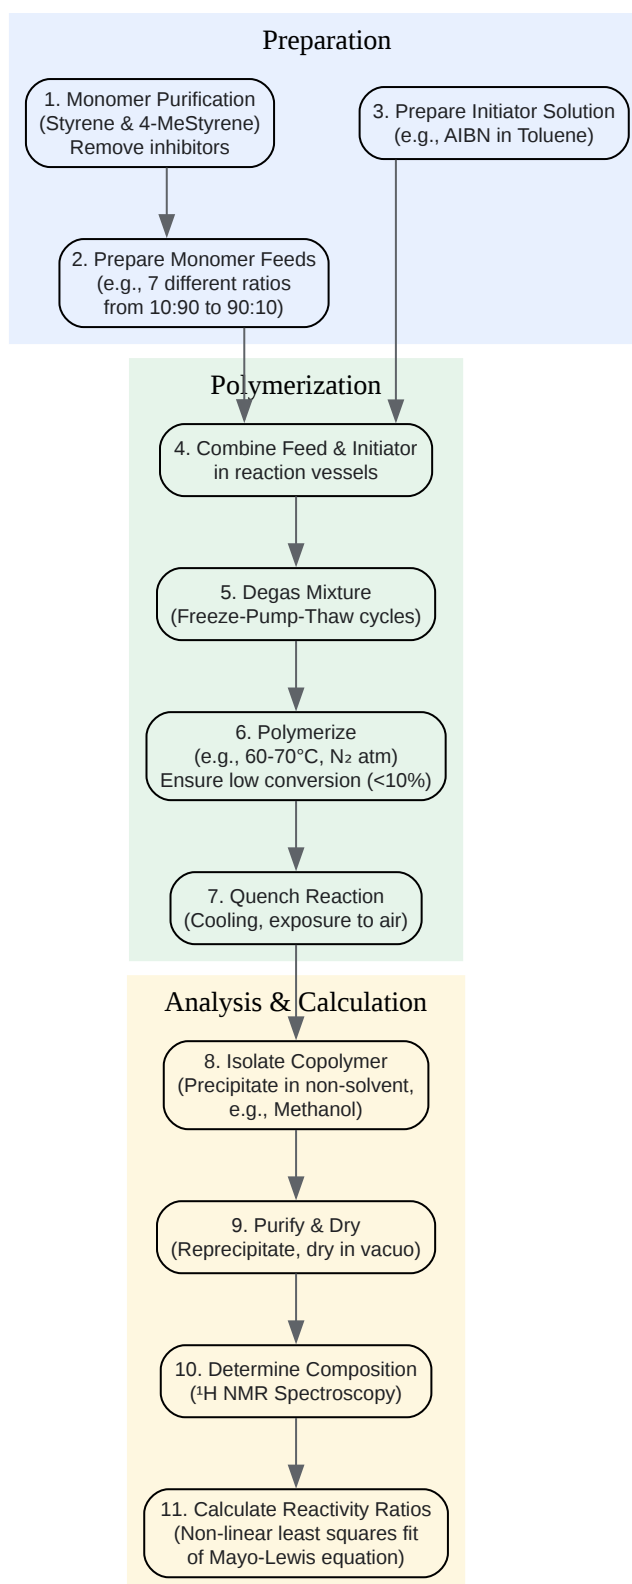 Preparation
1. Monomer Purification
(Styrene & 4-MeStyrene)
Remove inhibitors
3. Prepare Initiator Solution
(e.g., AIBN in Toluene)
2. Prepare Monomer Feeds
(e.g., 7 different ratios
from 10:90 to 90:10)
Polymerization
4. Combine Feed & Initiator
in reaction vessels
5. Degas Mixture
(Freeze-Pump-Thaw cycles)
6. Polymerize
(e.g., 60-70°C, N₂ atm)
Ensure low conversion (<10%)
7. Quench Reaction
(Cooling, exposure to air)
Analysis & Calculation
8. Isolate Copolymer
(Precipitate in non-solvent,
e.g., Methanol)
9. Purify & Dry
(Reprecipitate, dry in vacuo)
10. Determine Composition
(¹H NMR Spectroscopy)
11. Calculate Reactivity Ratios
(Non-linear least squares fit
of Mayo-Lewis equation)